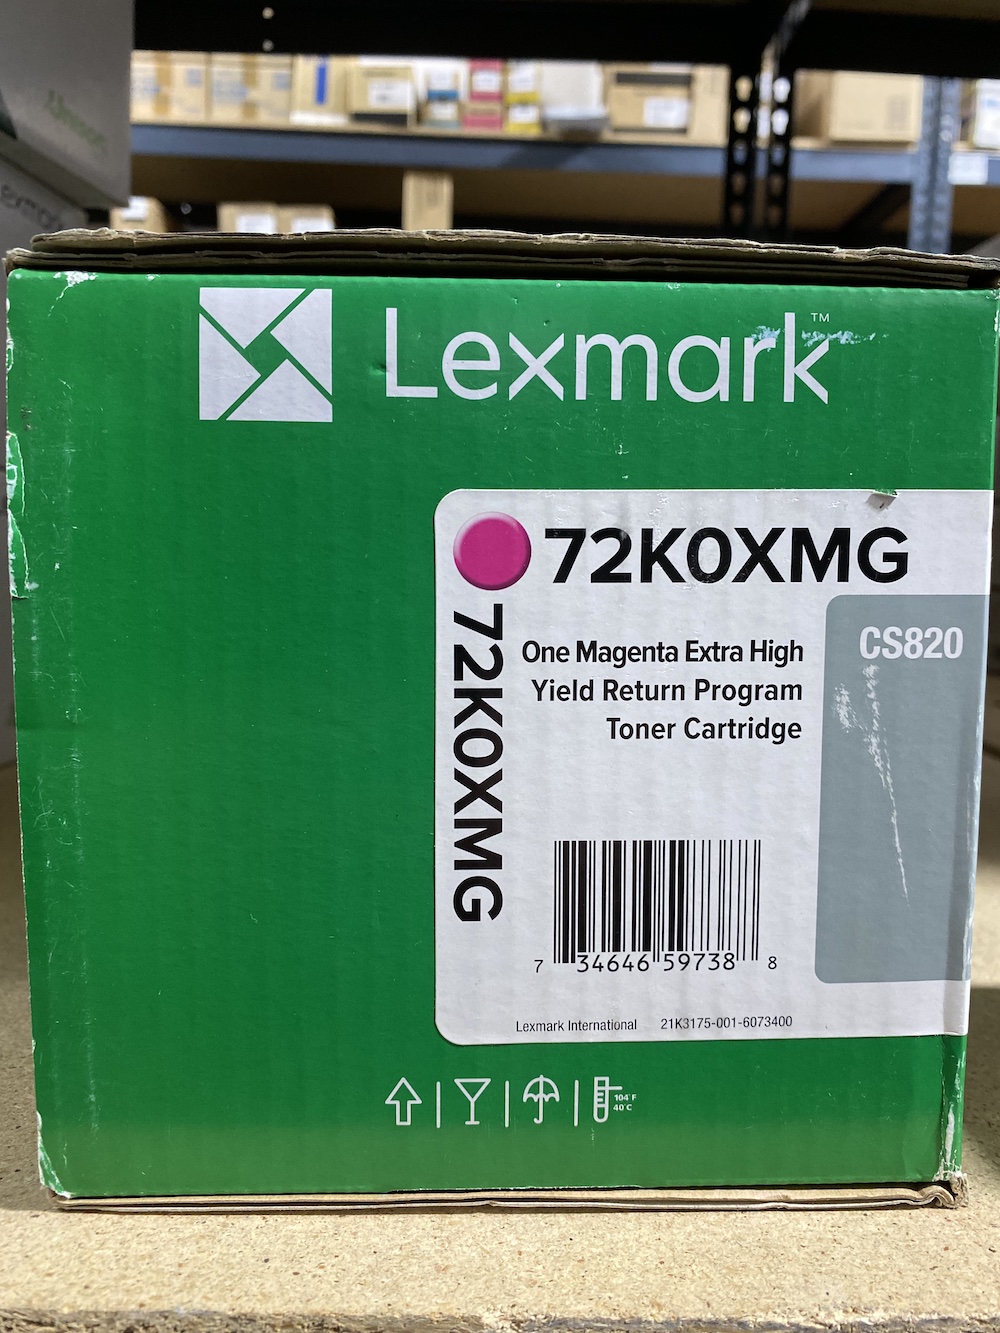 Lexmark™
72K0XMG
72K0XMG
CS820
One Magenta Extra High
Yield Return Program
Toner Cartridge
7 34646 59738 8
Lexmark International 21K3175-001-6073400
104 F
40 C